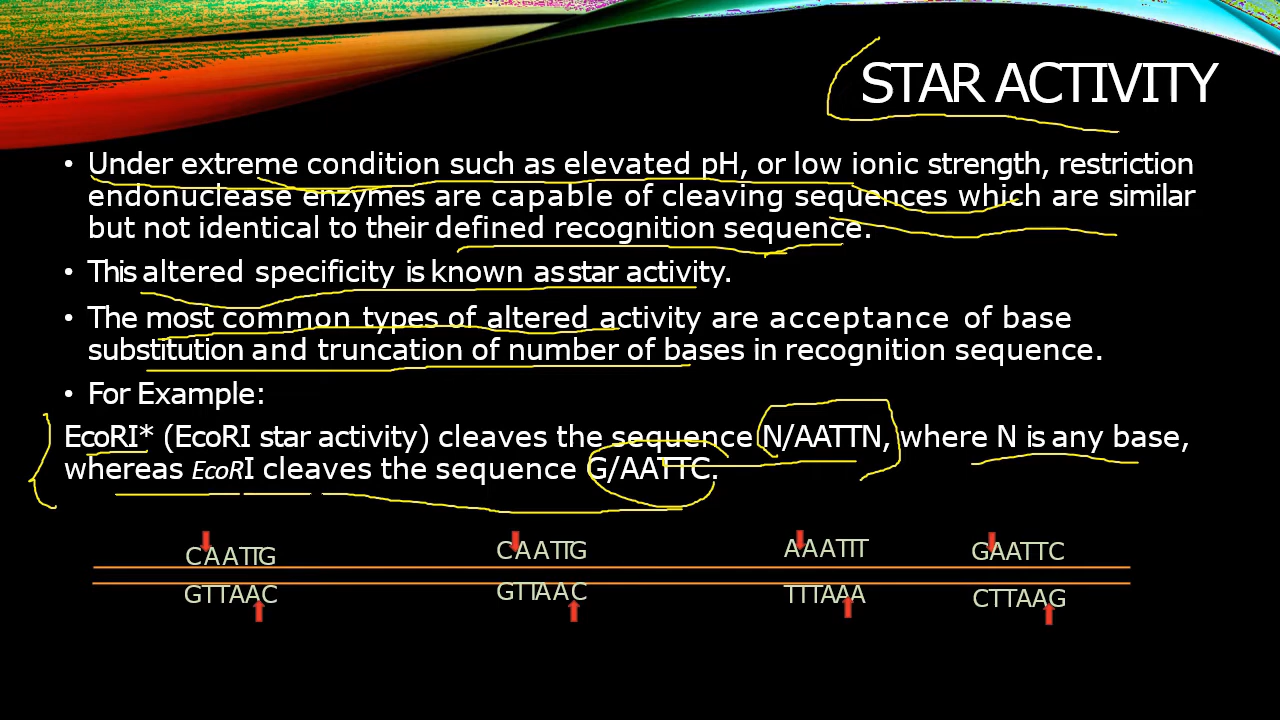 STAR ACTIVITY
• Under extreme condition such as elevated pH, or low ionic strength, restriction
endonuclease enzymes are capable of cleaving sequences which are similar
but not identical to their defined recognition sequence.
• This altered specificity is known as star activity.
• The most common types of altered activity are acceptance of base
substitution and truncation of number of bases in recognition sequence.
• For Example:
EcoRI* (EcoRI star activity) cleaves the sequence N/AATTN, where N is any base,
whereas EcoRI cleaves the sequence G/AATTC.
CAATTG CAATTG AAATTT GAATTC
GTTAAC GTTAAC TTTAAA CTTAAG